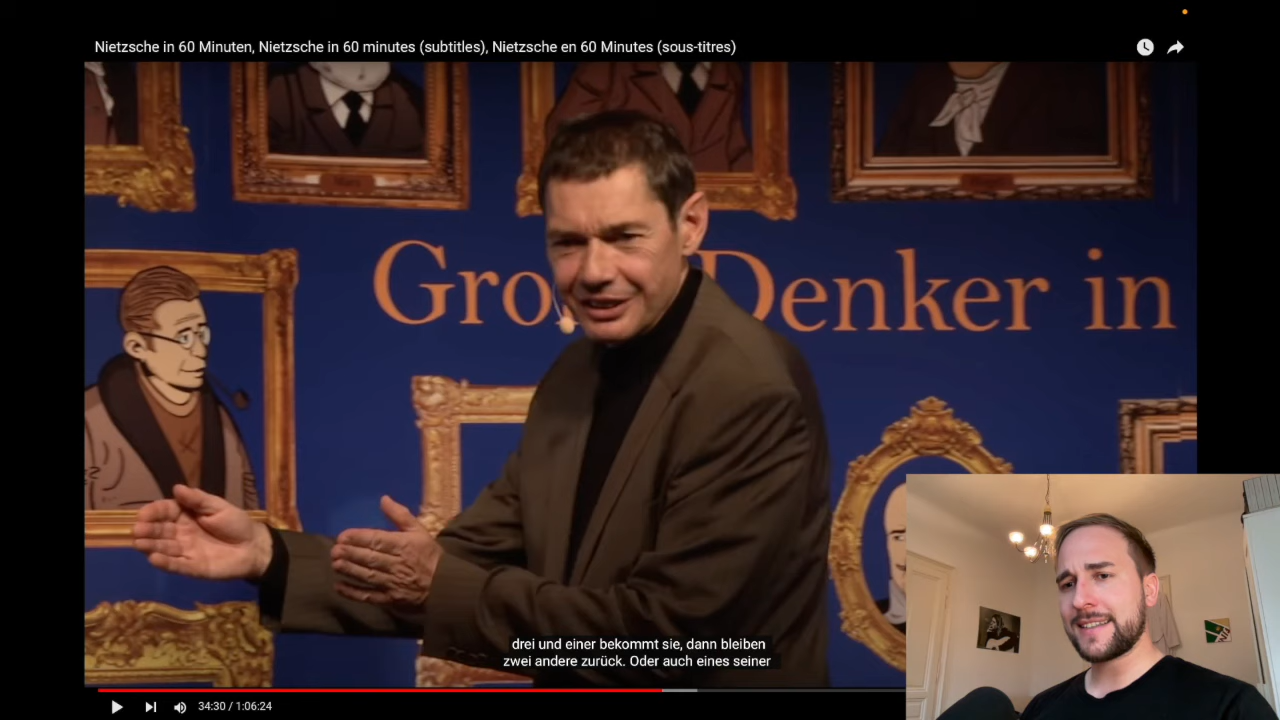 Nietzsche in 60 Minuten, Nietzsche in 60 minutes (subtitles), Nietzsche en 60 Minutes (sous-titres)
Gro Denker in
drei und einer bekommt sie, dann bleiben
zwei andere zurück. Oder auch eines seiner
34:30 / 1:06:24